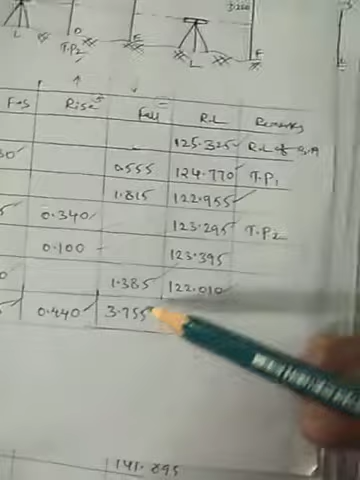 3.200
D
E
F
L
T.P2
L
F.S Rise Fall R.L Remarks
125.325 R.L of B.M
0.555 124.770 T.P1
1.815 122.955
0.340 123.295 T.P2
0.100 123.395
1.385 122.010
0.440 3.755
141.895